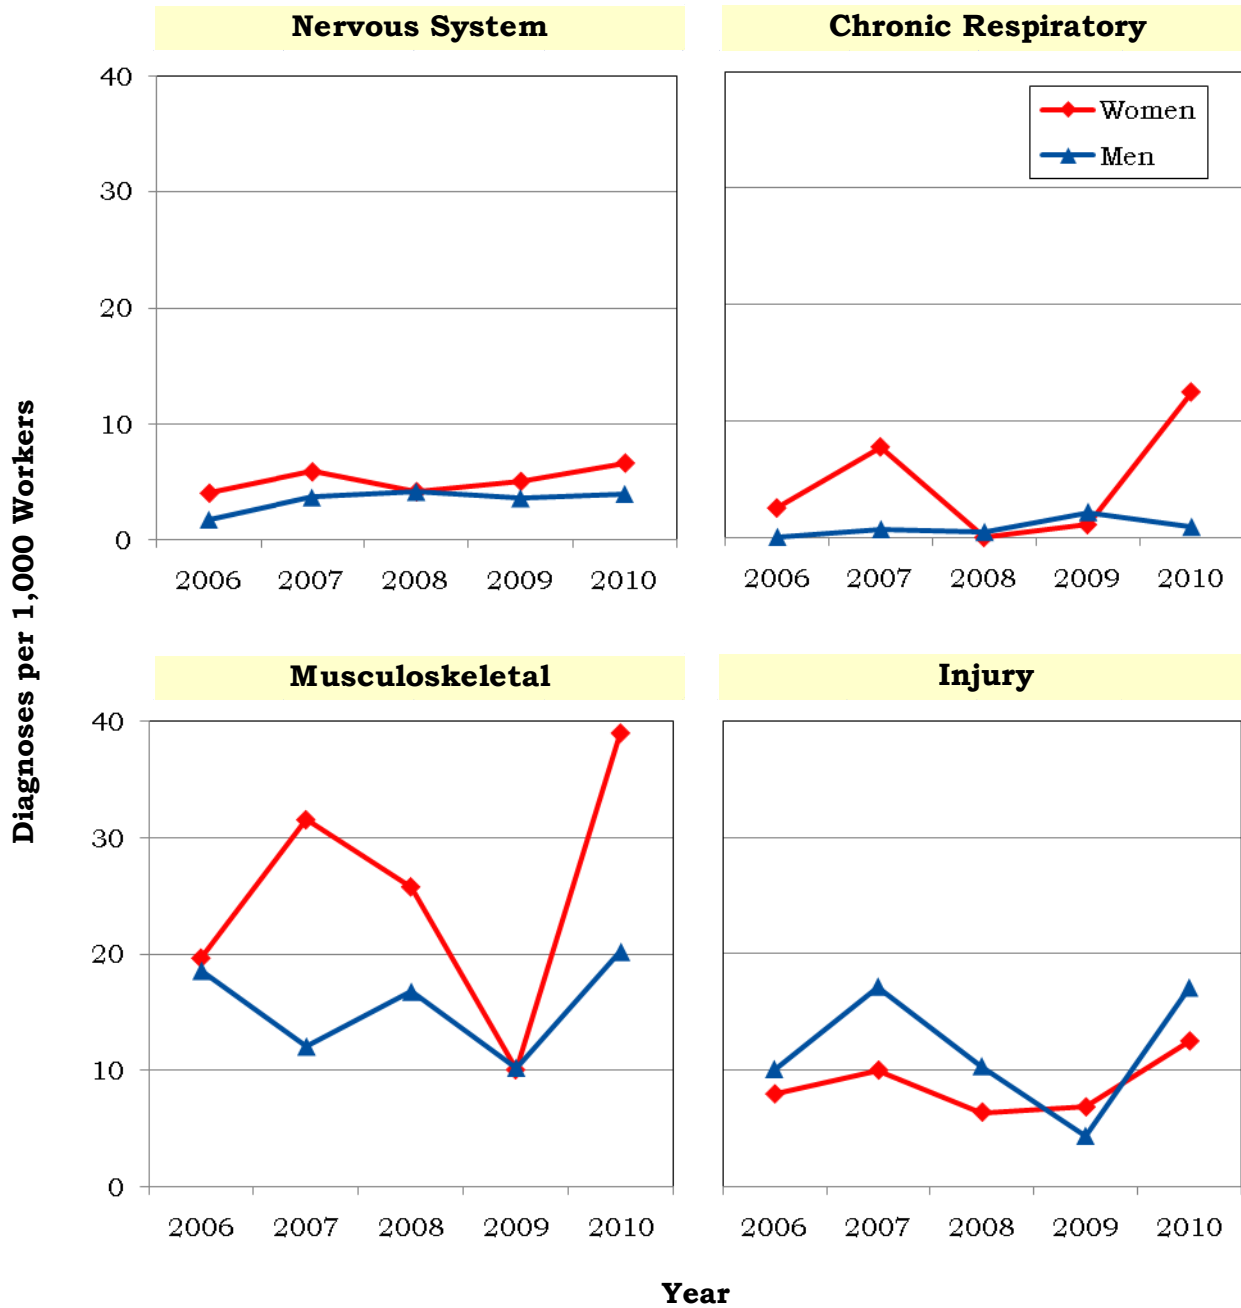 Nervous System
Chronic Respiratory
40
30
20
10
0
Women
Men
2006 2007 2008 2009 2010
2006 2007 2008 2009 2010
Diagnoses per 1,000 Workers
Musculoskeletal
Injury
40
30
20
10
0
2006 2007 2008 2009 2010
2006 2007 2008 2009 2010
Year